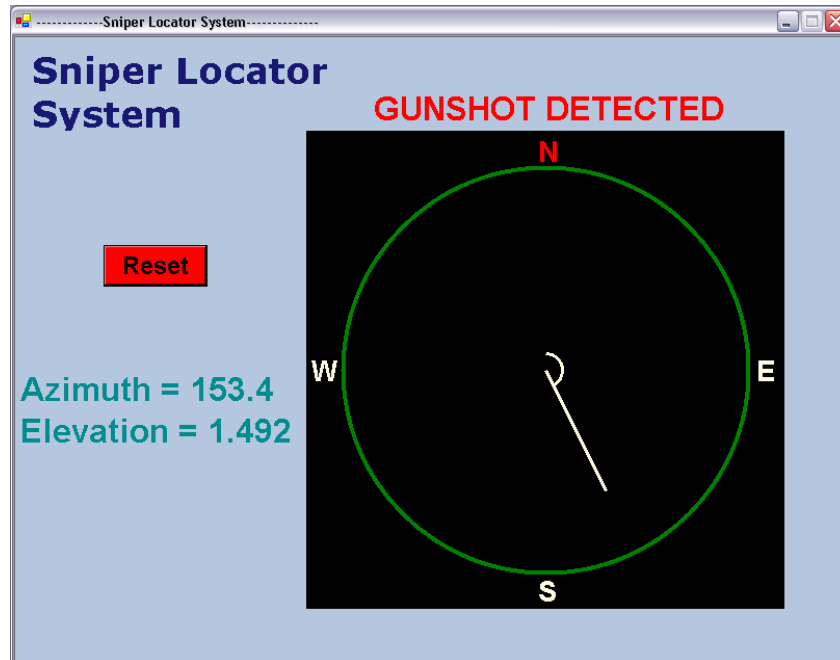 -------------Sniper Locator System--------------
Sniper Locator
System
GUNSHOT DETECTED
N
Reset
W
E
Azimuth = 153.4
Elevation = 1.492
S